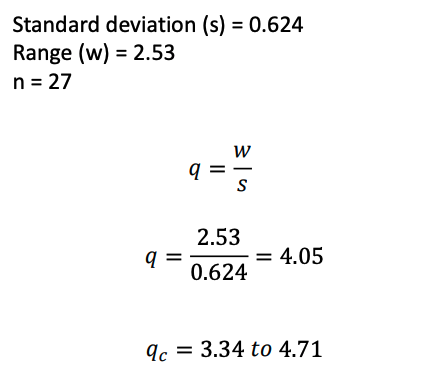 Standard deviation (s) = 0.624
Range (w) = 2.53
n = 27
q = w/s
q = 2.53/0.624 = 4.05
qc = 3.34 to 4.71